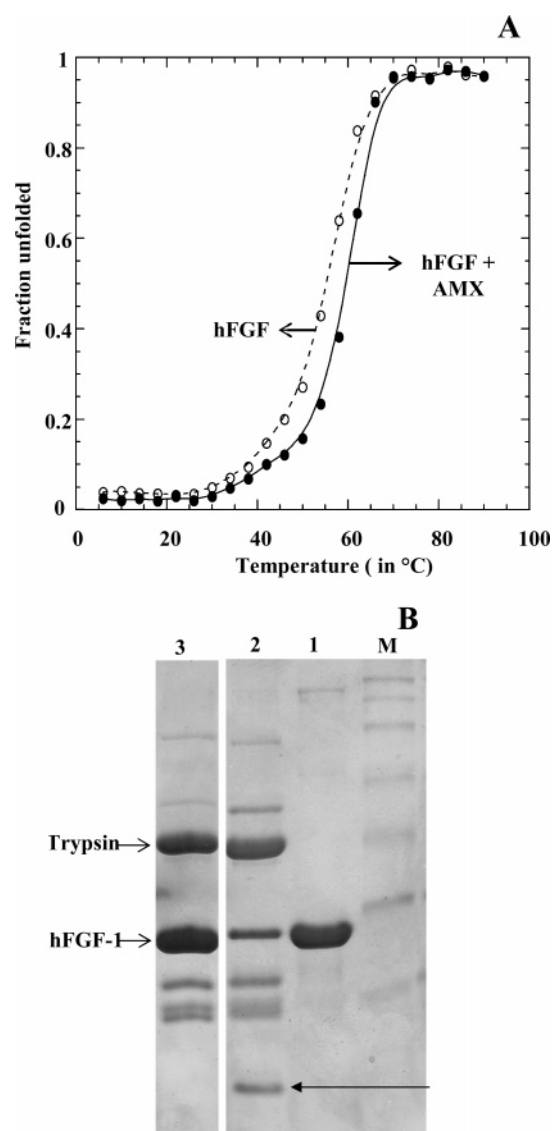 A
1
0.8
0.6
0.4
0.2
0
Fraction unfolded
hFGF
hFGF +
AMX
0 20 40 60 80 100
Temperature ( in °C)
B
3 2 1 M
Trypsin
hFGF-1